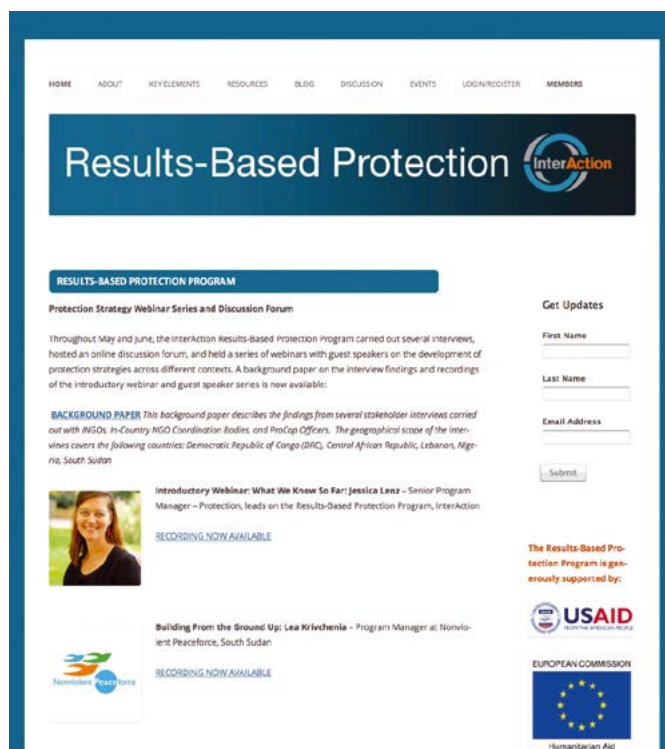 HOME ABOUT KEY ELEMENTS RESOURCES BLOG DISCUSSION EVENTS LOGIN/REGISTER MEMBERS
Results-Based Protection InterAction
RESULTS-BASED PROTECTION PROGRAM
Protection Strategy Webinar Series and Discussion Forum
Throughout May and June, the InterAction Results-Based Protection Program carried out several interviews,
hosted an online discussion forum, and held a series of webinars with guest speakers on the development of
protection strategies across different contexts. A background paper on the interview findings and recordings
of the introductory webinar and guest speaker series is now available:
BACKGROUND PAPER This background paper describes the findings from several stakeholder interviews carried
out with INGOs, In-Country NGO Coordination Bodies, and ProCap Officers. The geographical scope of the inter-
views covers the following countries: Democratic Republic of Congo (DRC), Central African Republic, Lebanon, Nige-
ria, South Sudan
Introductory Webinar: What We Know So Far: Jessica Lenz – Senior Program
Manager – Protection, leads on the Results-Based Protection Program, InterAction
RECORDING NOW AVAILABLE
Building From the Ground Up: Lea Krivchenia – Program Manager at Nonvio-
lent Peaceforce, South Sudan
RECORDING NOW AVAILABLE
Nonviolent Peaceforce
Get Updates
First Name
Last Name
Email Address
Submit
The Results-Based Pro-
tection Program is gen-
erously supported by:
USAID
FROM THE AMERICAN PEOPLE
EUROPEAN COMMISSION
Humanitarian Aid